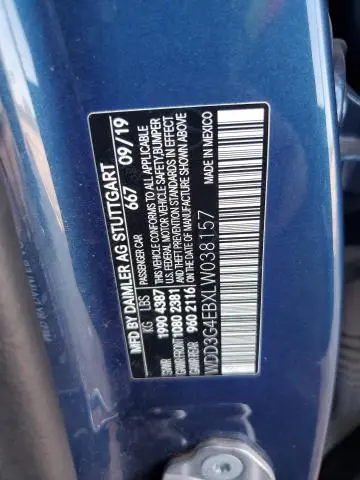 MFD BY DAIMLER AG STUTTGART
PASSENGER CAR 667 09/19
KG LBS THIS VEHICLE CONFORMS TO ALL APPLICABLE
GVWR 1990 4387 U.S. FEDERAL MOTOR VEHICLE SAFETY, BUMPER
GAWR FRONT 1080 2381 AND THEFT PREVENTION STANDARDS IN EFFECT
GAWR REAR 960 2116 ON THE DATE OF MANUFACTURE SHOWN ABOVE
WDD3G4EBXLW038157 MADE IN MEXICO